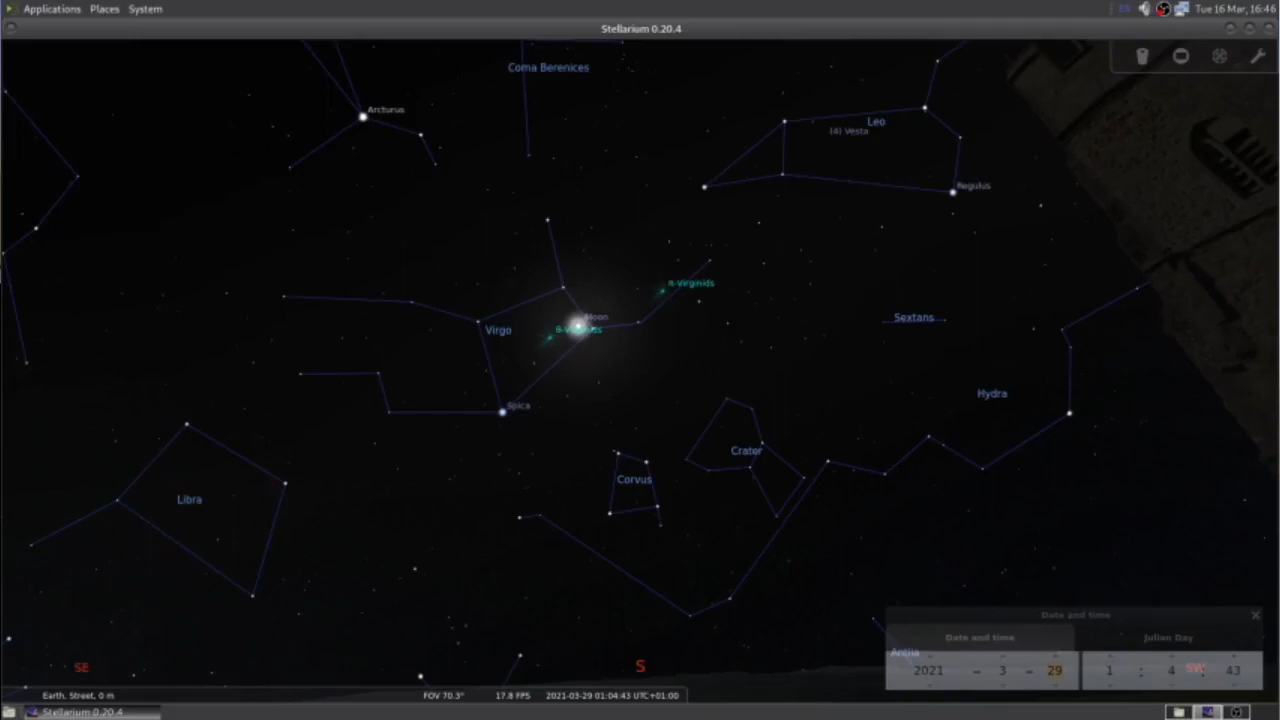 Applications Places System EN Tue 16 Mar, 16:46
Stellarium 0.20.4
Coma Berenices
Arcturus
Leo
(4) Vesta
Regulus
π-Virginids
Moon
Virgo
Sextans
Hydra
Spica
Crater
Corvus
Libra
Date and time
Date and time Julian Day
Antlia
2021 - 3 - 29 1 : 4 : 43
SE S SW
Earth, Street, 0 m FOV 70.3° 17.8 FPS 2021-03-29 01:04:43 UTC+01:00
Stellarium 0.20.4